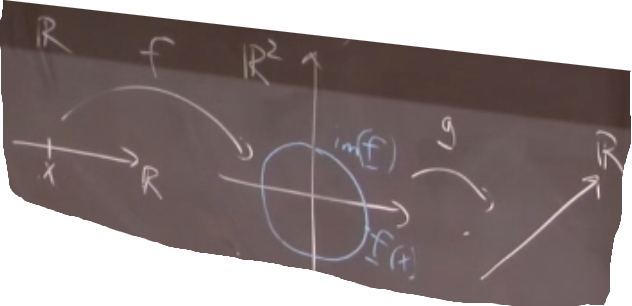 ℝ f ℝ² g ℝ
im(f)
x ℝ
f(x)